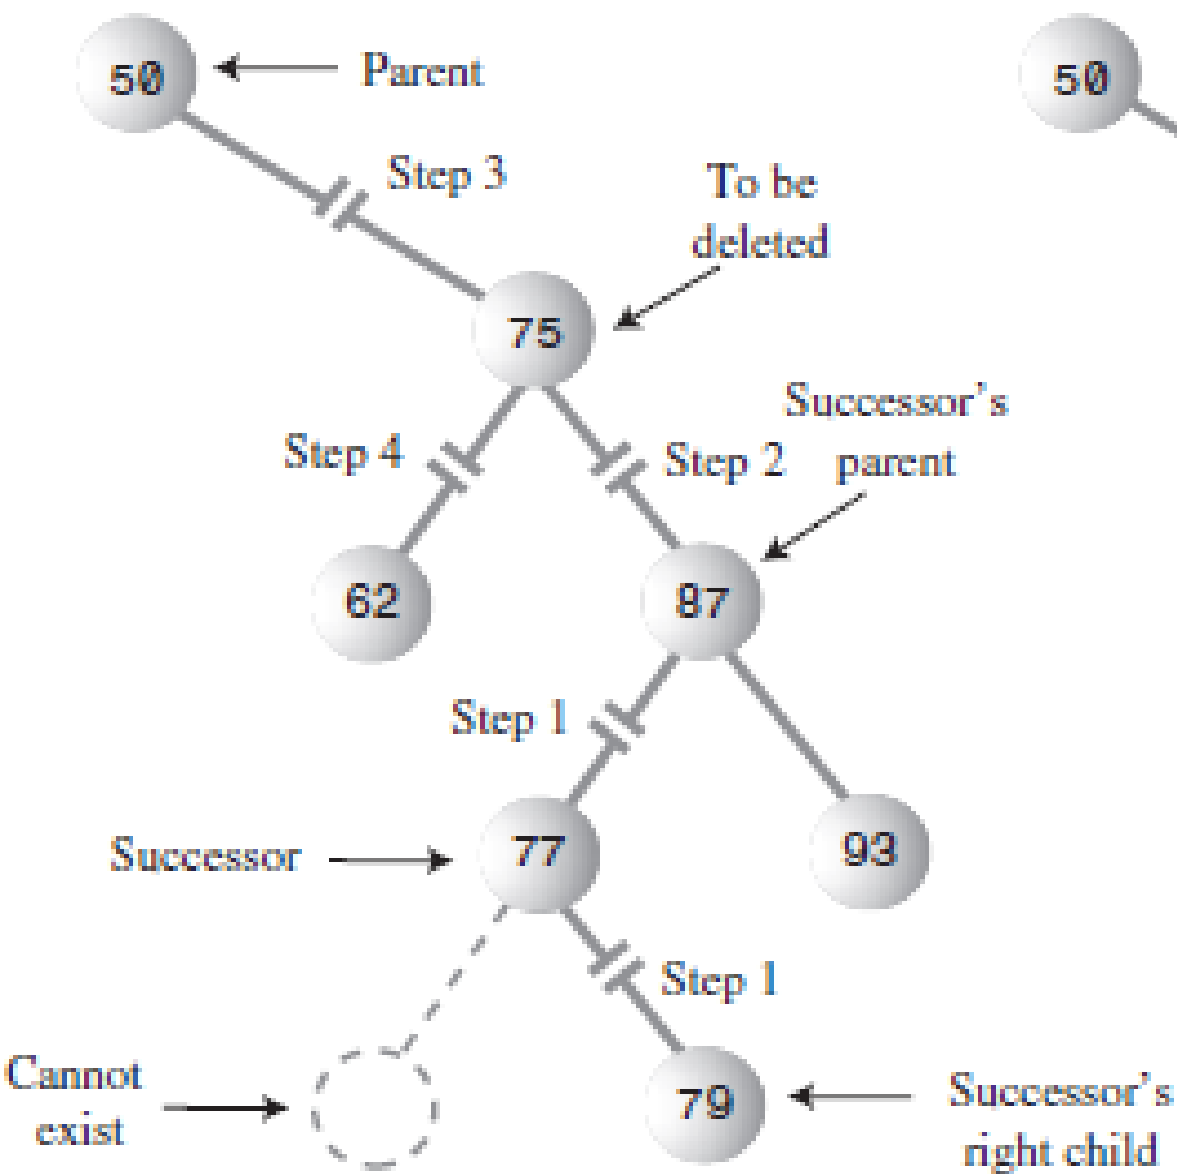 50
Parent
50
Step 3
To be
deleted
75
Successor's
parent
Step 4
Step 2
62
87
Step 1
Successor
77
93
Step 1
Cannot
exist
79
Successor's
right child